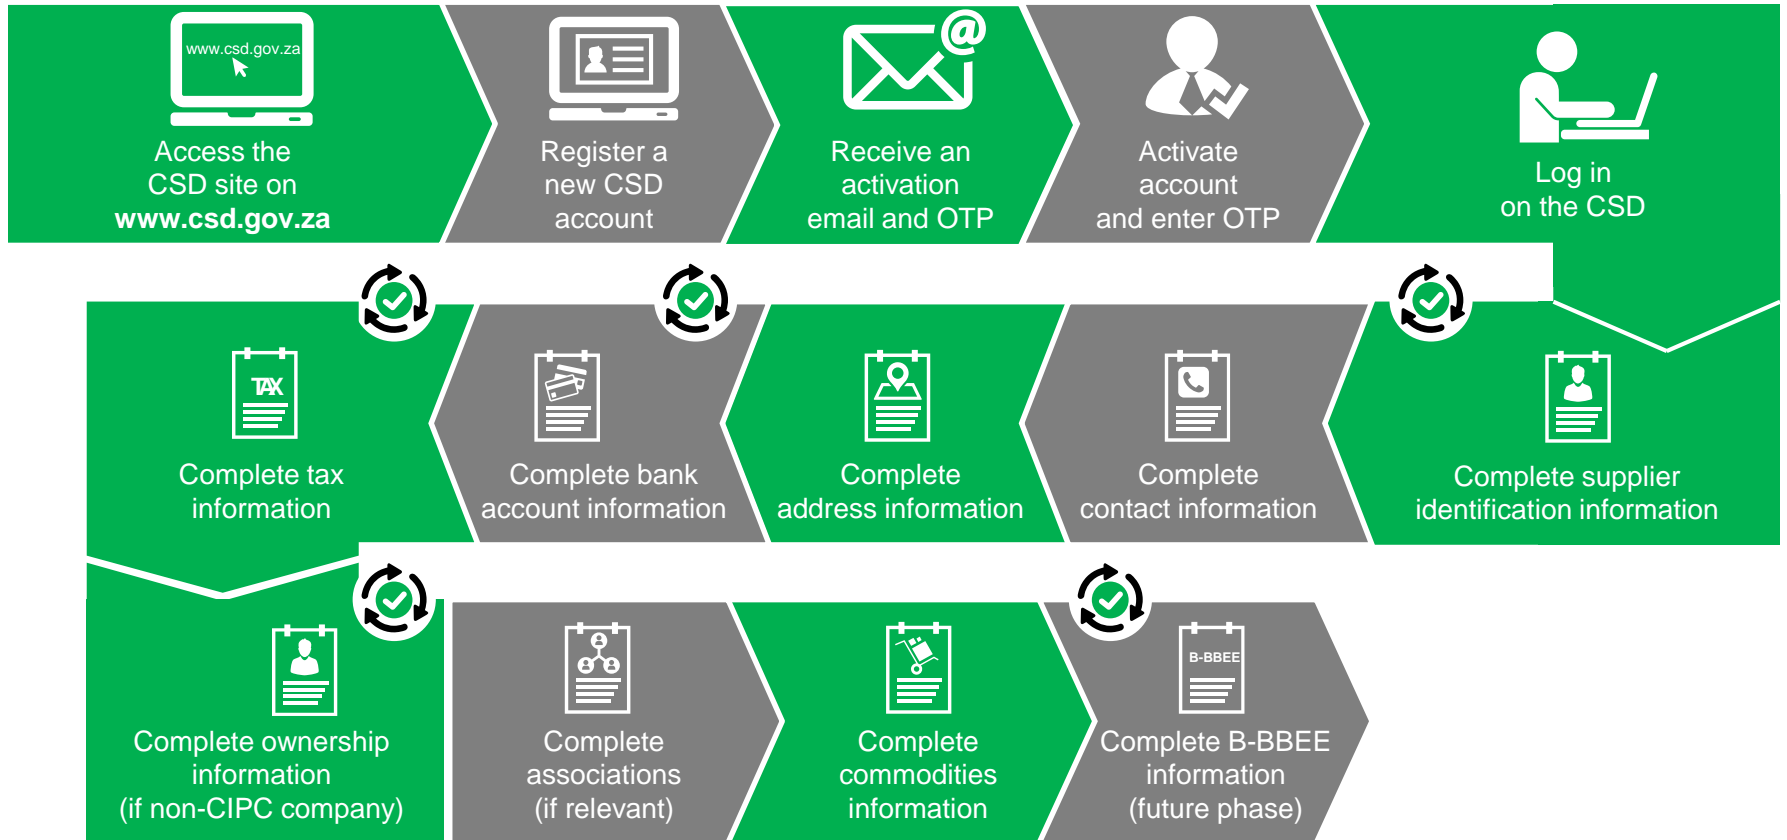 www.csd.gov.za
Access the
CSD site on
www.csd.gov.za
Register a
new CSD
account
Receive an
activation
email and OTP
Activate
account
and enter OTP
Log in
on the CSD
Complete supplier
identification information
Complete
contact information
Complete
address information
Complete bank
account information
TAX
Complete tax
information
Complete ownership
information
(if non-CIPC company)
Complete
associations
(if relevant)
Complete
commodities
information
B-BBEE
Complete B-BBEE
information
(future phase)